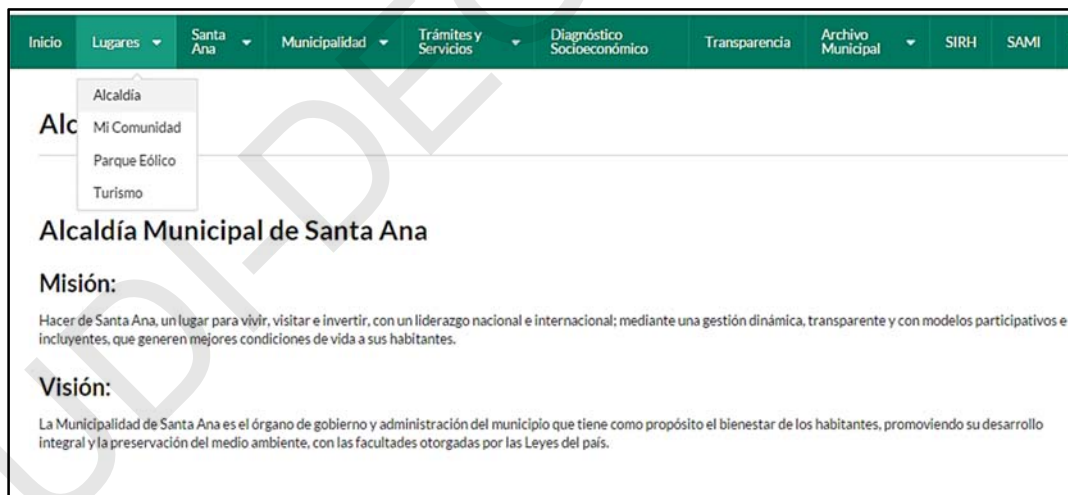 Inicio Lugares Santa Ana Municipalidad Trámites y Servicios Diagnóstico Socioeconómico Transparencia Archivo Municipal SIRH SAMI
Alcaldía
Mi Comunidad
Parque Eólico
Turismo
Alc
Alcaldía Municipal de Santa Ana
Misión:
Hacer de Santa Ana, un lugar para vivir, visitar e invertir, con un liderazgo nacional e internacional; mediante una gestión dinámica, transparente y con modelos participativos e
incluyentes, que generen mejores condiciones de vida a sus habitantes.
Visión:
La Municipalidad de Santa Ana es el órgano de gobierno y administración del municipio que tiene como propósito el bienestar de los habitantes, promoviendo su desarrollo
integral y la preservación del medio ambiente, con las facultades otorgadas por las Leyes del país.